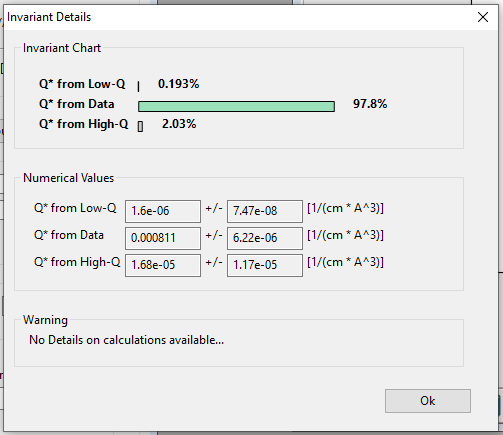 Invariant Details
Invariant Chart
Q* from Low-Q 0.193%
Q* from Data 97.8%
Q* from High-Q 2.03%
Numerical Values
Q* from Low-Q 1.6e-06 +/- 7.47e-08 [1/(cm * A^3)]
Q* from Data 0.000811 +/- 6.22e-06 [1/(cm * A^3)]
Q* from High-Q 1.68e-05 +/- 1.17e-05 [1/(cm * A^3)]
Warning
No Details on calculations available...
Ok